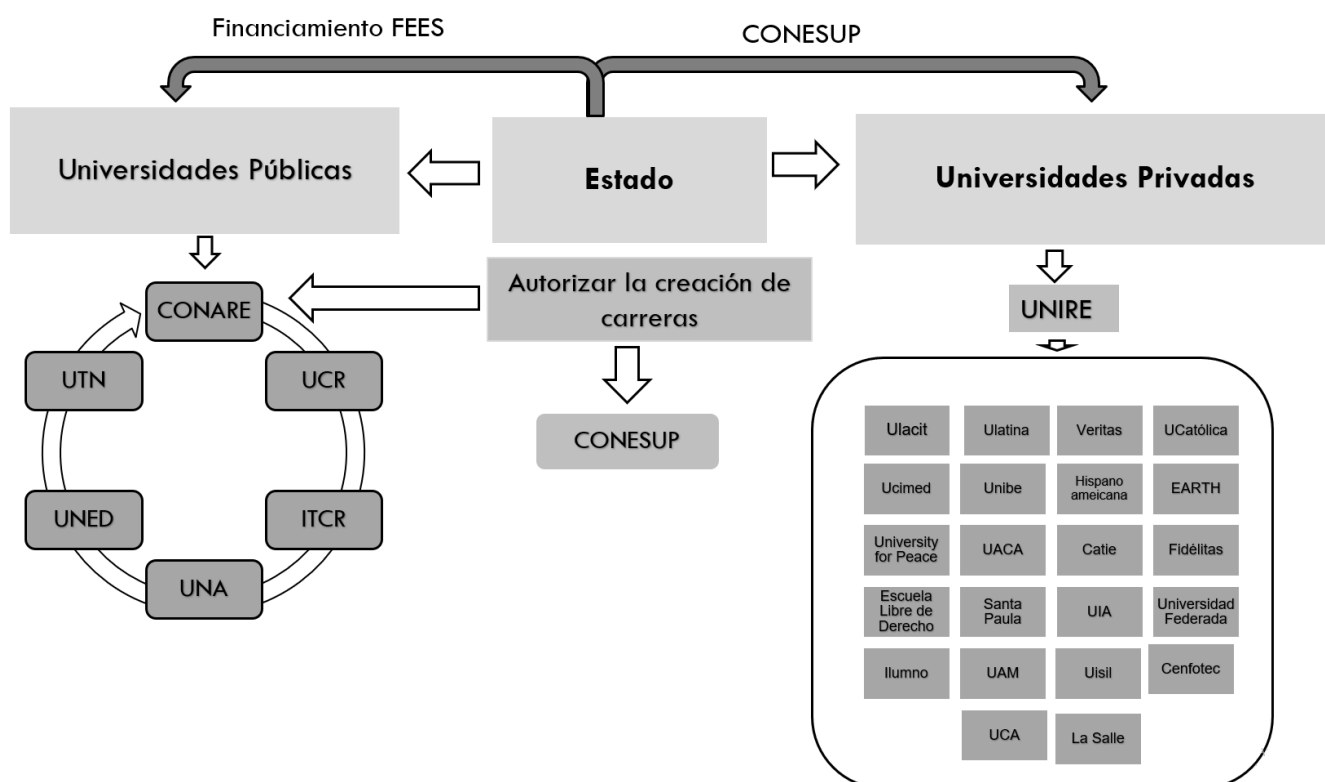 Financiamiento FEES
CONESUP
Universidades Públicas
Estado
Universidades Privadas
Autorizar la creación de
carreras
CONESUP
CONARE
UCR
ITCR
UNA
UNED
UTN
UNIRE
Ulacit
Ulatina
Veritas
UCatólica
Ucimed
Unibe
Hispano
ameicana
EARTH
University
for Peace
UACA
Catie
Fidélitas
Escuela
Libre de
Derecho
Santa
Paula
UIA
Universidad
Federada
Ilumno
UAM
Uisil
Cenfotec
UCA
La Salle